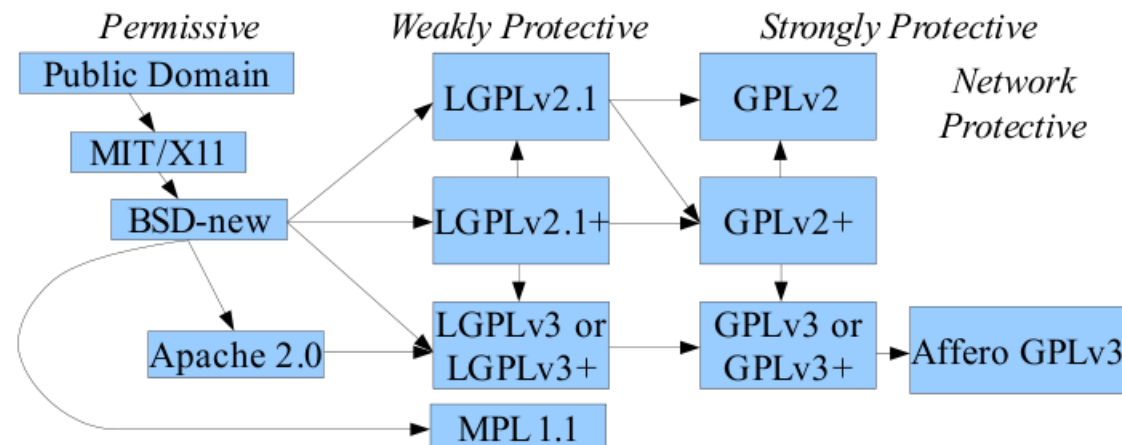 Permissive
Weakly Protective
Strongly Protective
Network
Protective
Public Domain
MIT/X11
BSD-new
Apache 2.0
LGPLv2.1
LGPLv2.1+
LGPLv3 or
LGPLv3+
MPL 1.1
GPLv2
GPLv2+
GPLv3 or
GPLv3+
Affero GPLv3